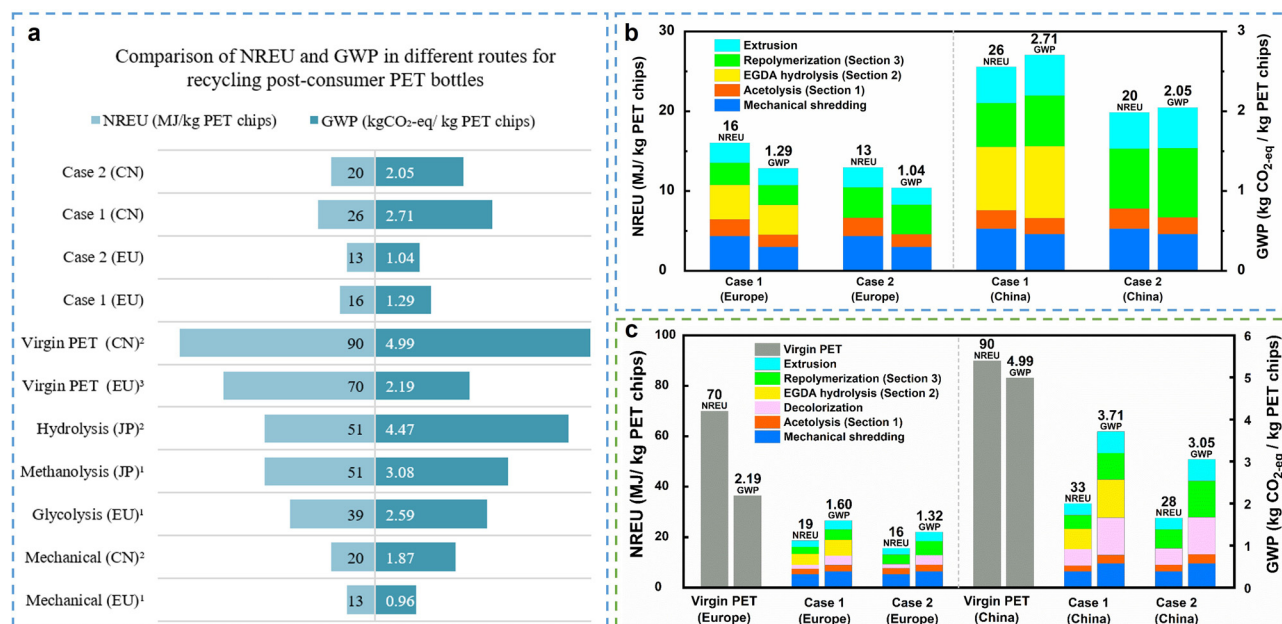 a
Comparison of NREU and GWP in different routes for
recycling post-consumer PET bottles
NREU (MJ/kg PET chips) GWP (kgCO₂-eq/ kg PET chips)
Case 2 (CN) 20 2.05
Case 1 (CN) 26 2.71
Case 2 (EU) 13 1.04
Case 1 (EU) 16 1.29
Virgin PET (CN)² 90 4.99
Virgin PET (EU)³ 70 2.19
Hydrolysis (JP)² 51 4.47
Methanolysis (JP)¹ 51 3.08
Glycolysis (EU)¹ 39 2.59
Mechanical (CN)² 20 1.87
Mechanical (EU)¹ 13 0.96
b
NREU (MJ/ kg PET chips)
30
20
10
0
Extrusion
Repolymerization (Section 3)
EGDA hydrolysis (Section 2)
Acetolysis (Section 1)
Mechanical shredding
16
NREU
1.29
GWP
13
NREU
1.04
GWP
26
NREU
2.71
GWP
20
NREU
2.05
GWP
Case 1
(Europe)
Case 2
(Europe)
Case 1
(China)
Case 2
(China)
3
2
1
0
GWP (kg CO2-eq / kg PET chips)
c
NREU (MJ/ kg PET chips)
100
80
60
40
20
0
Virgin PET
Extrusion
Repolymerization (Section 3)
EGDA hydrolysis (Section 2)
Decolorization
Acetolysis (Section 1)
Mechanical shredding
70
NREU
2.19
GWP
19
NREU
1.60
GWP
16
NREU
1.32
GWP
90
NREU
4.99
GWP
33
NREU
3.71
GWP
28
NREU
3.05
GWP
Virgin PET
(Europe)
Case 1
(Europe)
Case 2
(Europe)
Virgin PET
(China)
Case 1
(China)
Case 2
(China)
6
5
4
3
2
1
0
GWP (kg CO2-eq / kg PET chips)